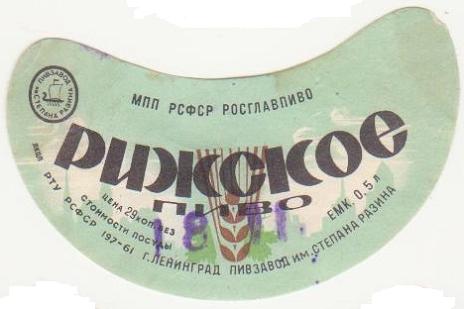 ПИВЗАВОД
им. СТЕПАНА РАЗИНА
МПП РСФСР РОСГЛАВПИВО
РИЖСКОЕ
ПИВО
ЦЕНА 29 КОП. БЕЗ
СТОИМОСТИ ПОСУДЫ
ЕМК. 0,5 Л
РТУ РСФСР 197-61 Г. ЛЕНИНГРАД ПИВЗАВОД ИМ. СТЕПАНА РАЗИНА
18